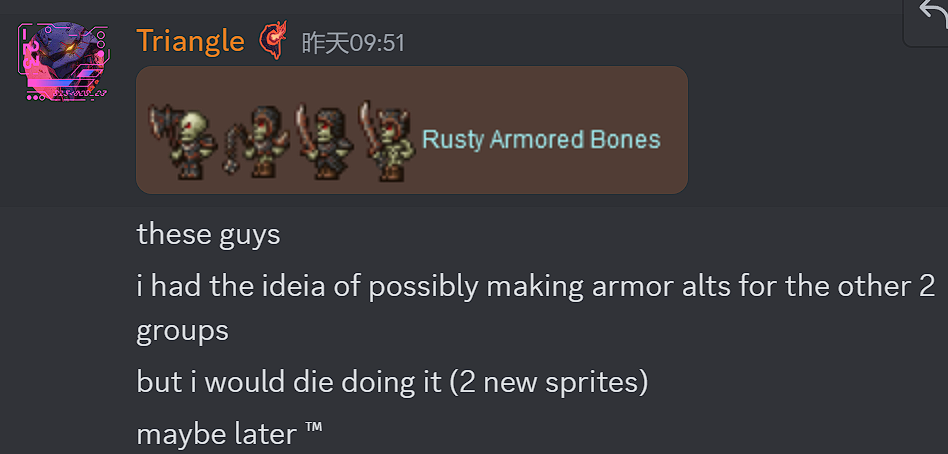 Triangle 昨天09:51
Rusty Armored Bones
these guys
i had the ideia of possibly making armor alts for the other 2
groups
but i would die doing it (2 new sprites)
maybe later ™